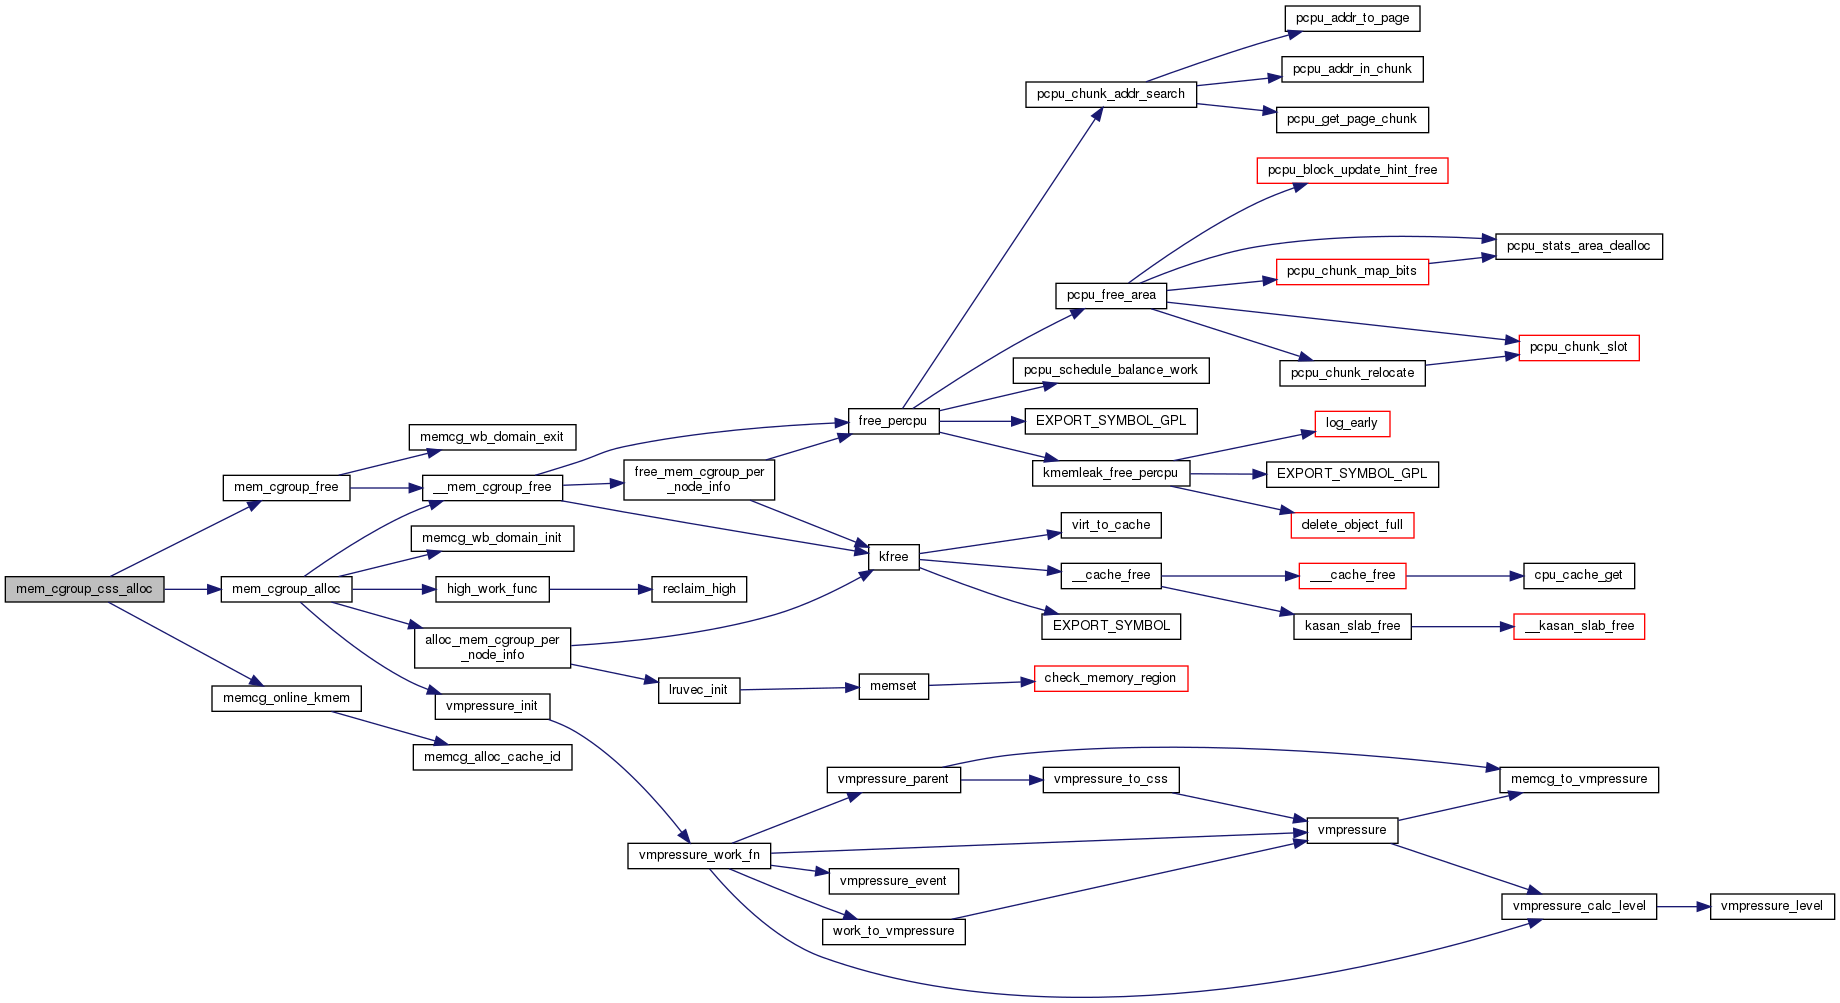 pcpu_addr_to_page
pcpu_addr_in_chunk
pcpu_chunk_addr_search
pcpu_get_page_chunk
pcpu_block_update_hint_free
pcpu_stats_area_dealloc
pcpu_chunk_map_bits
pcpu_free_area
pcpu_chunk_slot
pcpu_schedule_balance_work
pcpu_chunk_relocate
free_percpu
EXPORT_SYMBOL_GPL
log_early
memcg_wb_domain_exit
free_mem_cgroup_per
_node_info
kmemleak_free_percpu
EXPORT_SYMBOL_GPL
mem_cgroup_free
__mem_cgroup_free
delete_object_full
memcg_wb_domain_init
virt_to_cache
kfree
mem_cgroup_css_alloc
mem_cgroup_alloc
high_work_func
reclaim_high
__cache_free
___cache_free
cpu_cache_get
EXPORT_SYMBOL
kasan_slab_free
__kasan_slab_free
alloc_mem_cgroup_per
_node_info
lruvec_init
memset
check_memory_region
memcg_online_kmem
vmpressure_init
memcg_alloc_cache_id
vmpressure_parent
vmpressure_to_css
memcg_to_vmpressure
vmpressure
vmpressure_work_fn
vmpressure_event
work_to_vmpressure
vmpressure_calc_level
vmpressure_level